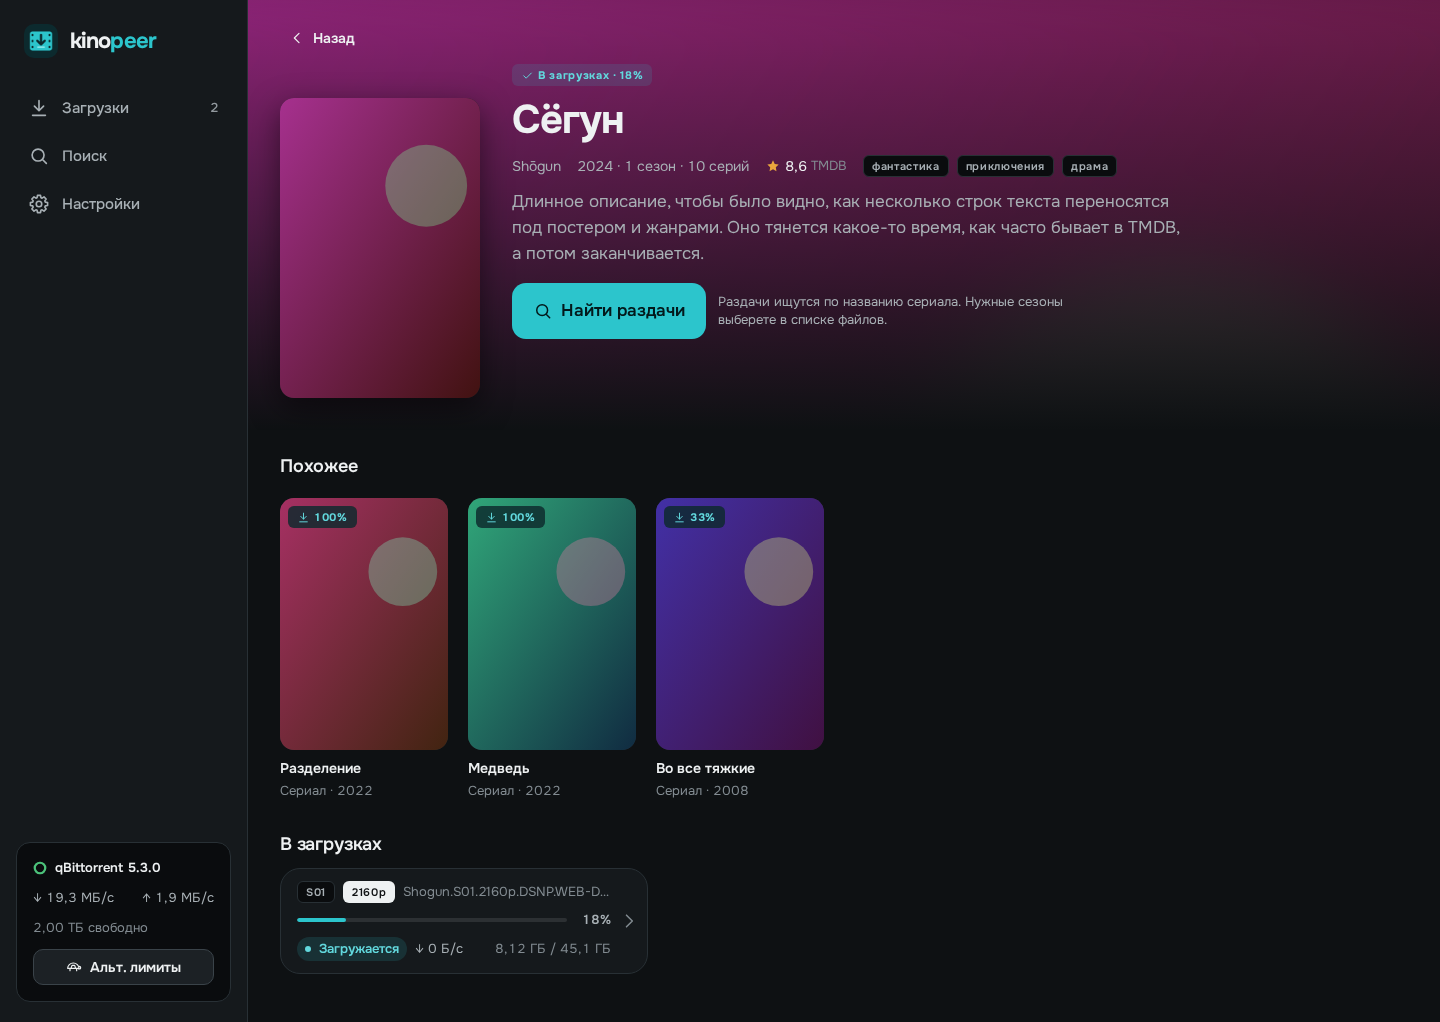 kinopeer
Загрузки 2
Поиск
Настройки
qBittorrent 5.3.0
↓ 19,3 МБ/с ↑ 1,9 МБ/с
2,00 ТБ свободно
Альт. лимиты
Назад
В загрузках · 18%
Сёгун
Shōgun 2024 · 1 сезон · 10 серий ★ 8,6 TMDB фантастика приключения драма
Длинное описание, чтобы было видно, как несколько строк текста переносятся
под постером и жанрами. Оно тянется какое-то время, как часто бывает в TMDB,
а потом заканчивается.
Найти раздачи
Раздачи ищутся по названию сериала. Нужные сезоны
выберете в списке файлов.
Похожее
100% 100% 33%
Разделение Медведь Во все тяжкие
Сериал · 2022 Сериал · 2022 Сериал · 2008
В загрузках
S01 2160p Shogun.S01.2160p.DSNP.WEB-D...
18%
Загружается ↓ 0 Б/с 8,12 ГБ / 45,1 ГБ